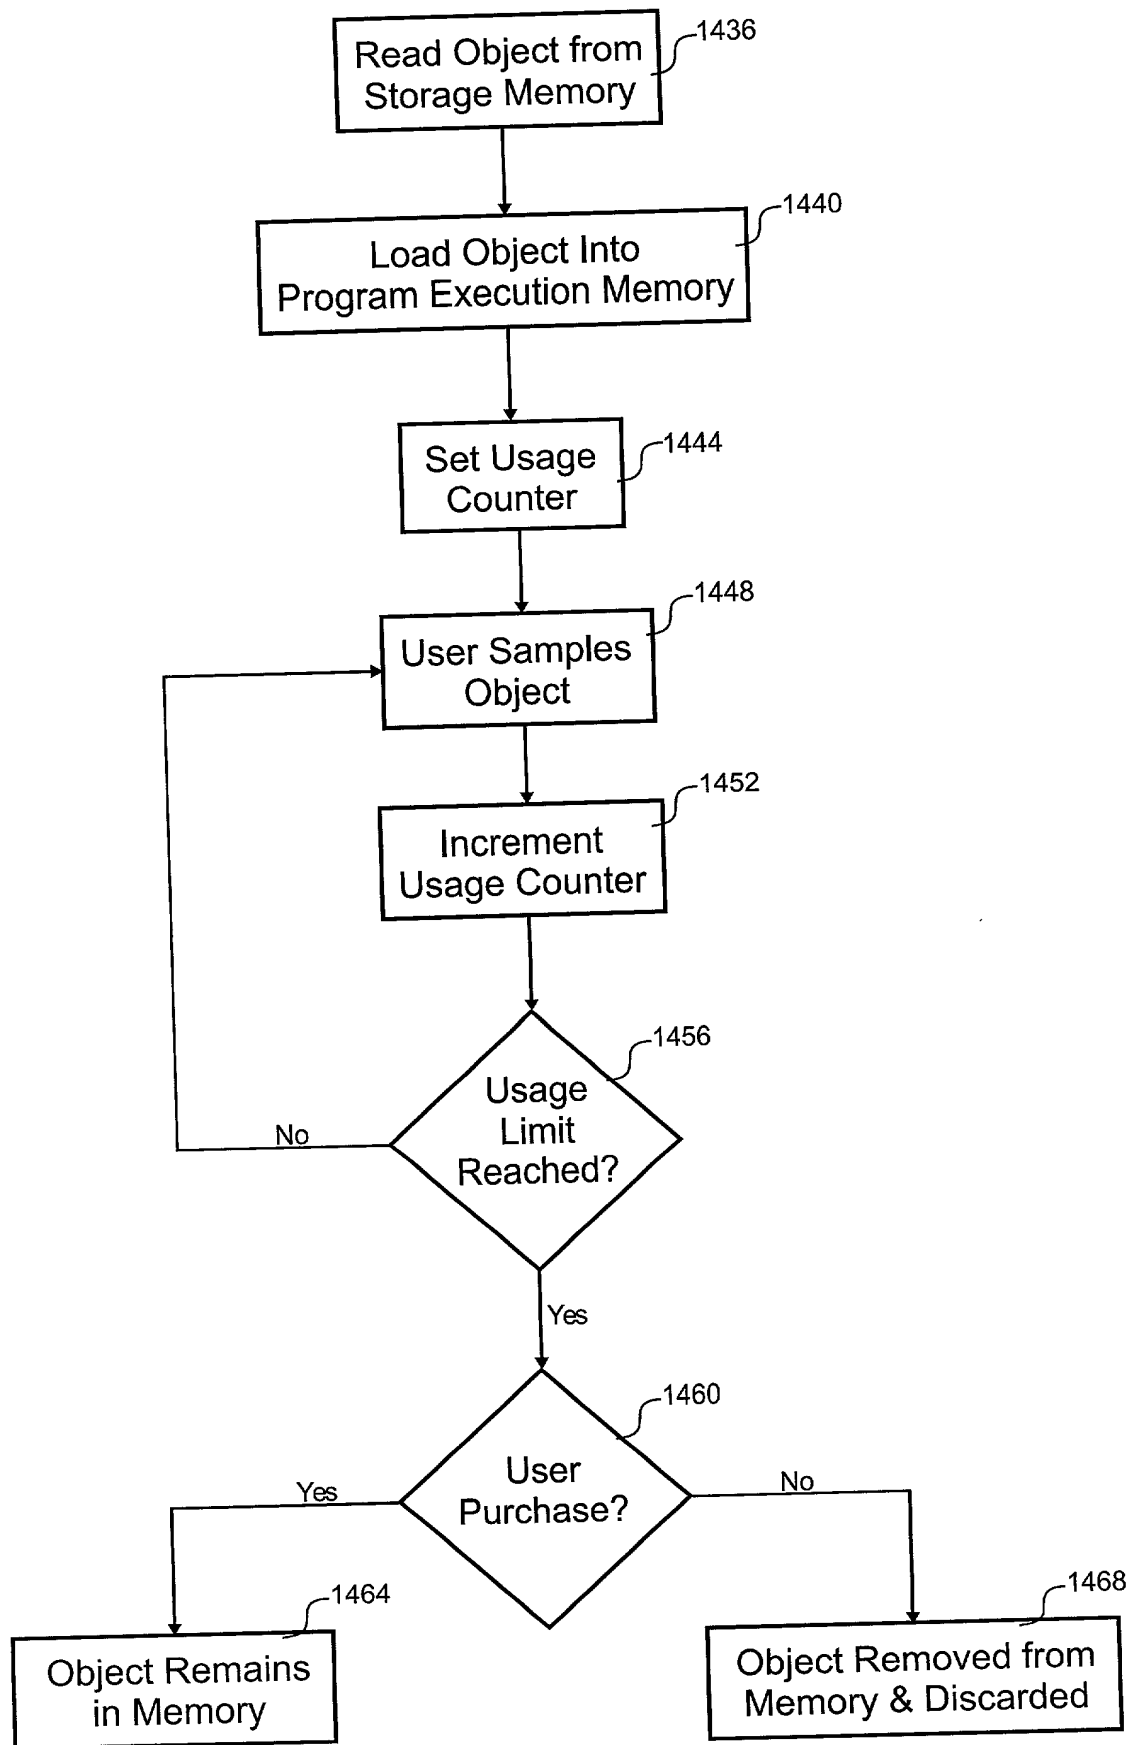 Read Object from
Storage Memory
1436
Load Object Into
Program Execution Memory
1440
Set Usage
Counter
1444
User Samples
Object
1448
Increment
Usage Counter
1452
Usage
Limit
Reached?
1456
No
Yes
User
Purchase?
1460
Yes
No
Object Remains
in Memory
1464
Object Removed from
Memory & Discarded
1468